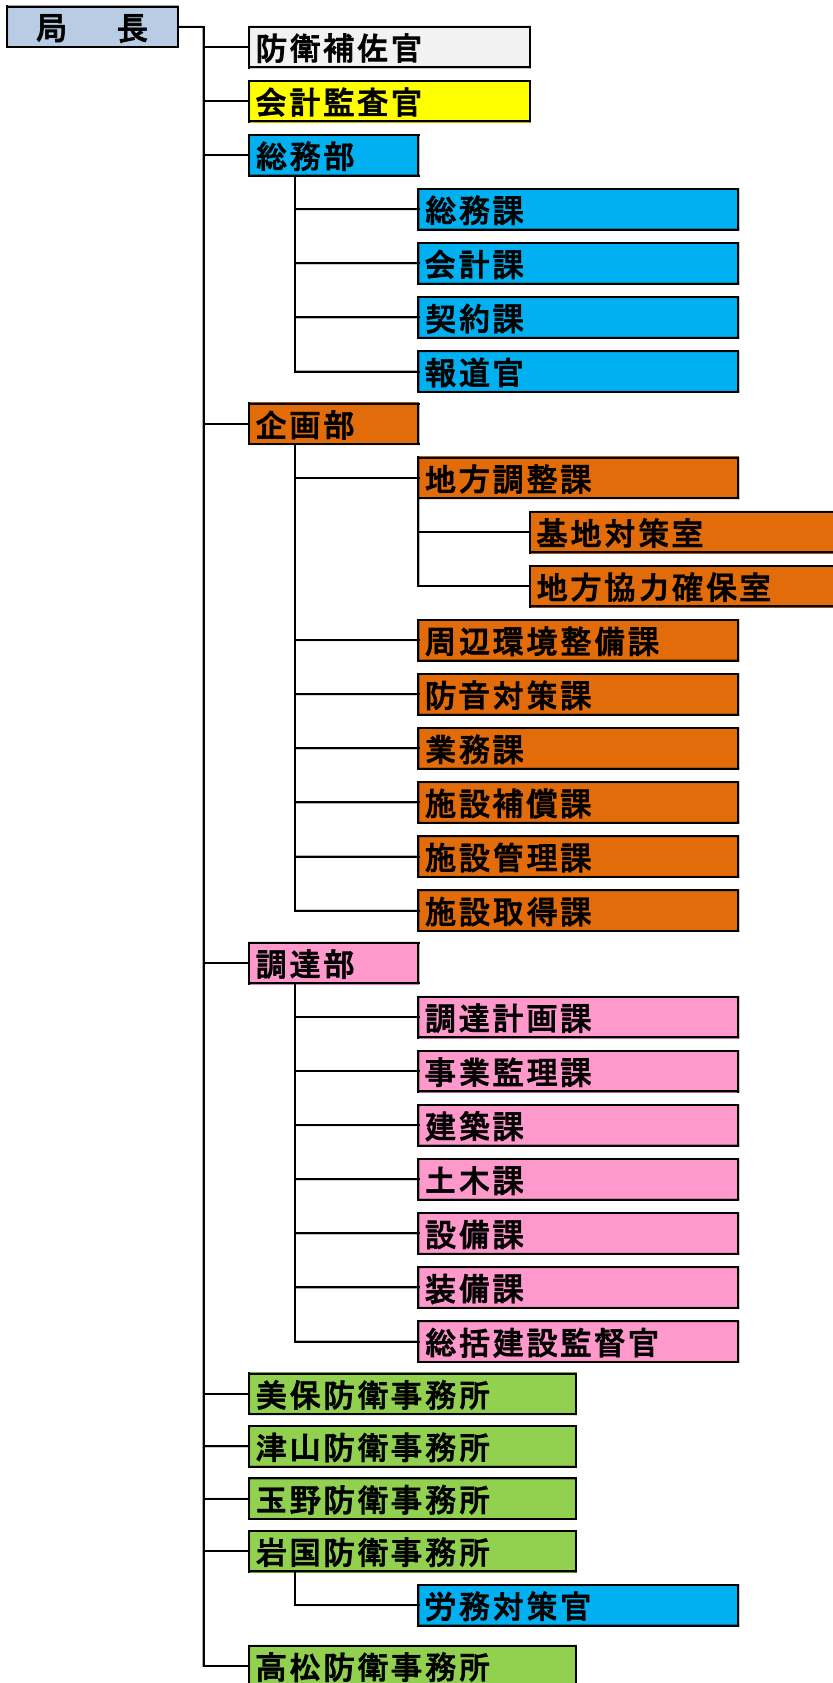 局　　長
防衛補佐官
会計監査官
総務部
総務課
会計課
契約課
報道官
企画部
地方調整課
基地対策室
地方協力確保室
周辺環境整備課
防音対策課
業務課
施設補償課
施設管理課
施設取得課
調達部
調達計画課
事業監理課
建築課
土木課
設備課
装備課
総括建設監督官
美保防衛事務所
津山防衛事務所
玉野防衛事務所
岩国防衛事務所
労務対策官
高松防衛事務所